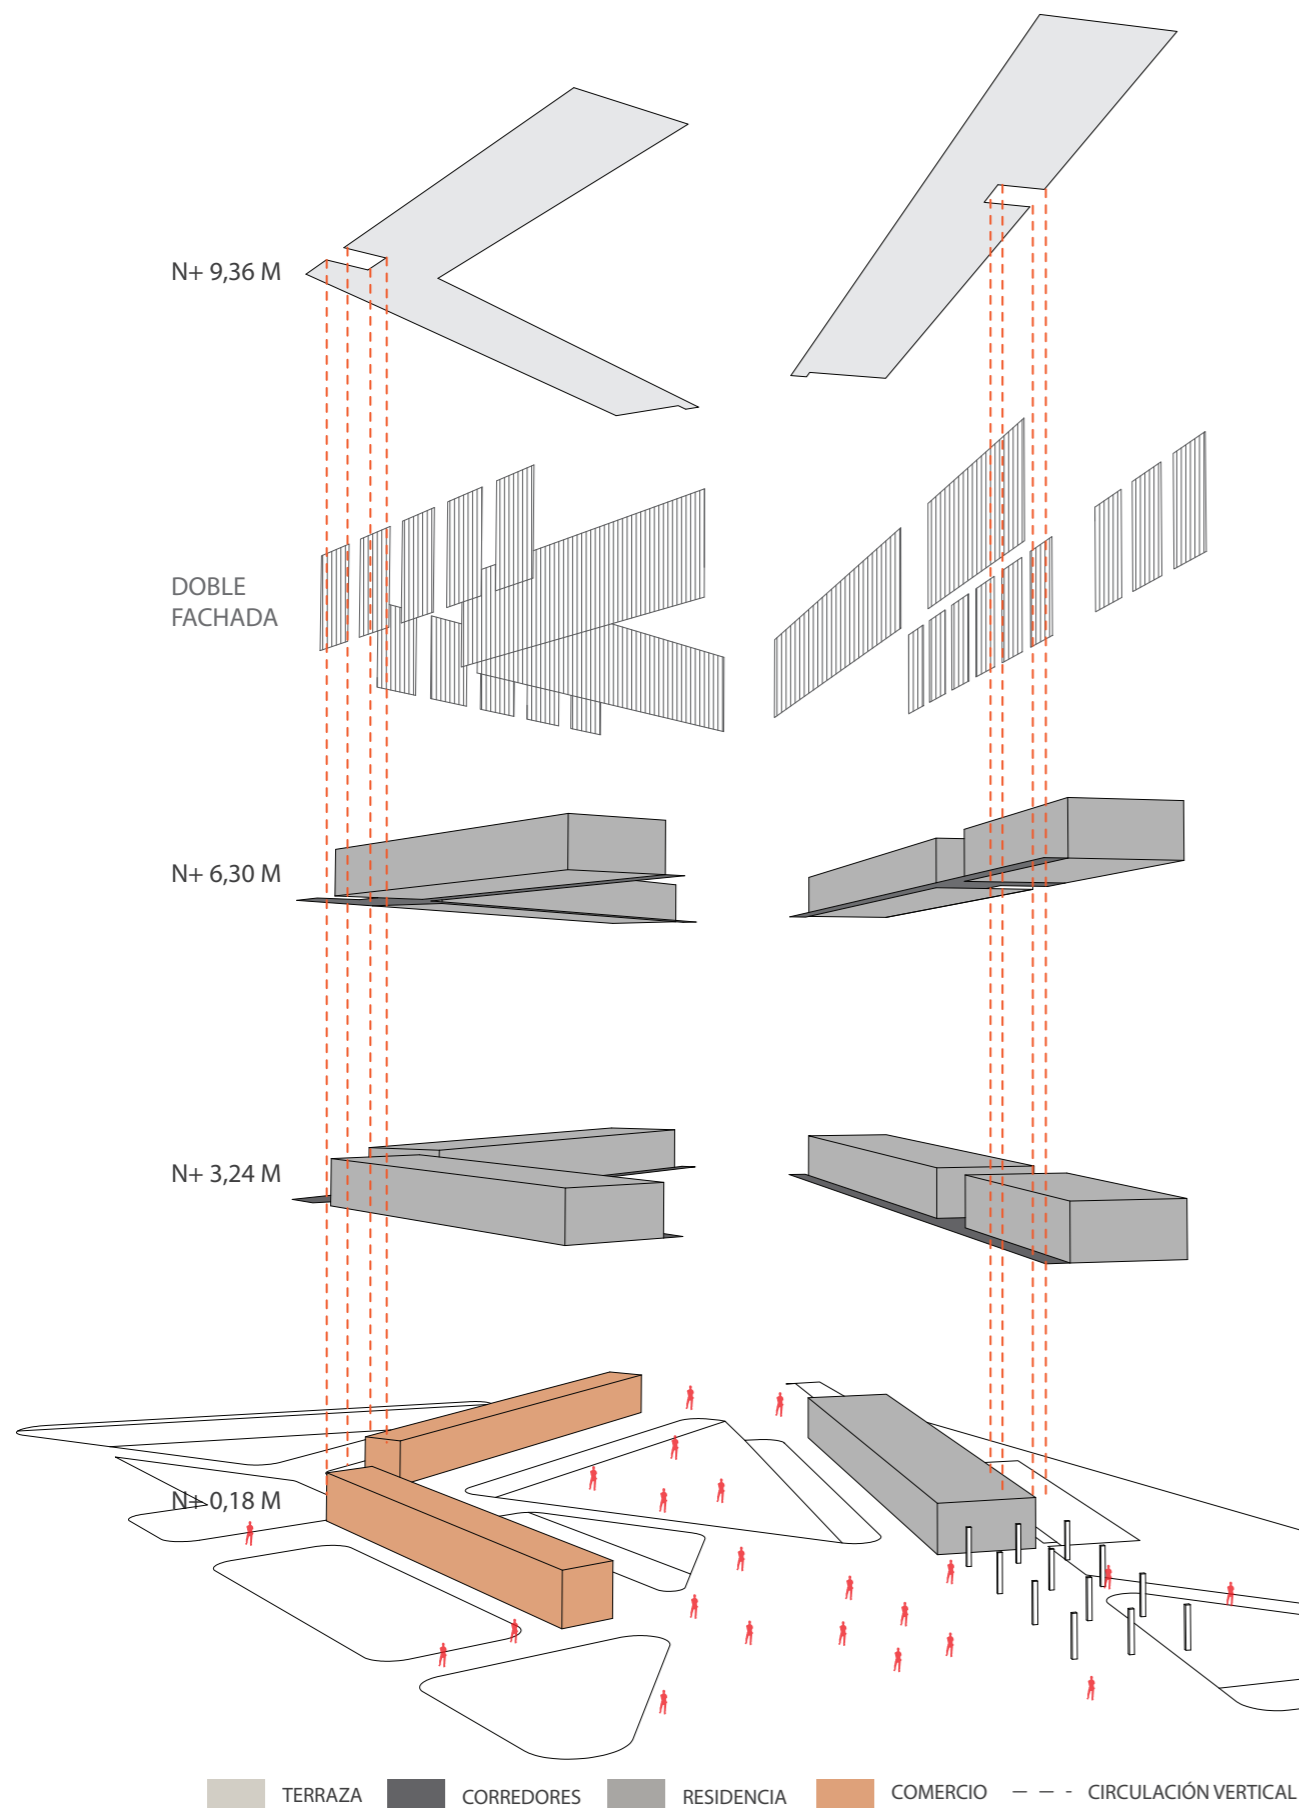 N+ 9,36 M
DOBLE
FACHADA
N+ 6,30 M
N+ 3,24 M
N+ 0,18 M
TERRAZA CORREDORES RESIDENCIA COMERCIO CIRCULACIÓN VERTICAL